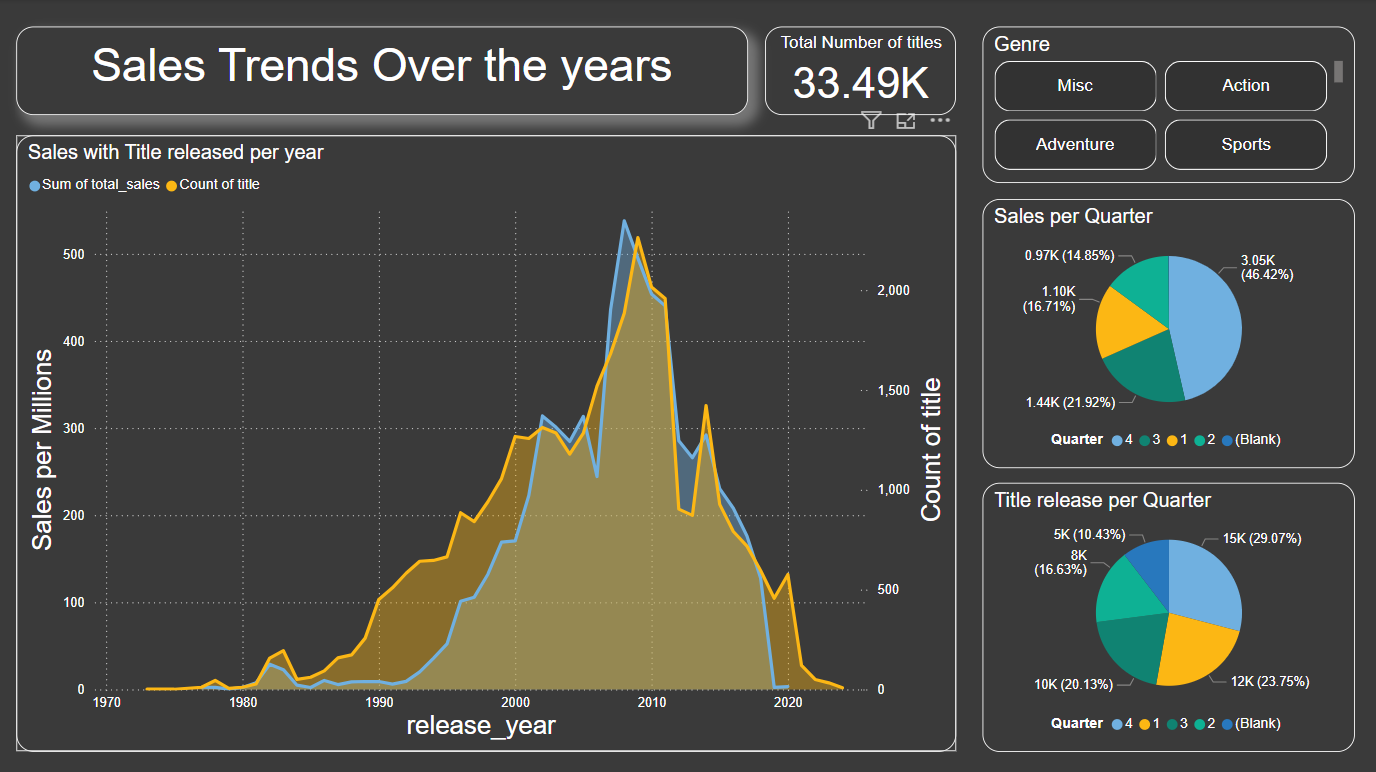 Sales Trends Over the years
Total Number of titles
33.49K
Genre
Misc
Action
Adventure
Sports
Sales with Title released per year
Sum of total_sales Count of title
500
400
300
200
100
0
Sales per Millions
2,000
1,500
1,000
500
0
Count of title
1970 1980 1990 2000 2010 2020
release_year
Sales per Quarter
0.97K (14.85%)
3.05K
(46.42%)
1.10K
(16.71%)
1.44K (21.92%)
Quarter 4 3 1 2 (Blank)
Title release per Quarter
5K (10.43%)
15K (29.07%)
8K
(16.63%)
10K (20.13%)
12K (23.75%)
Quarter 4 1 3 2 (Blank)